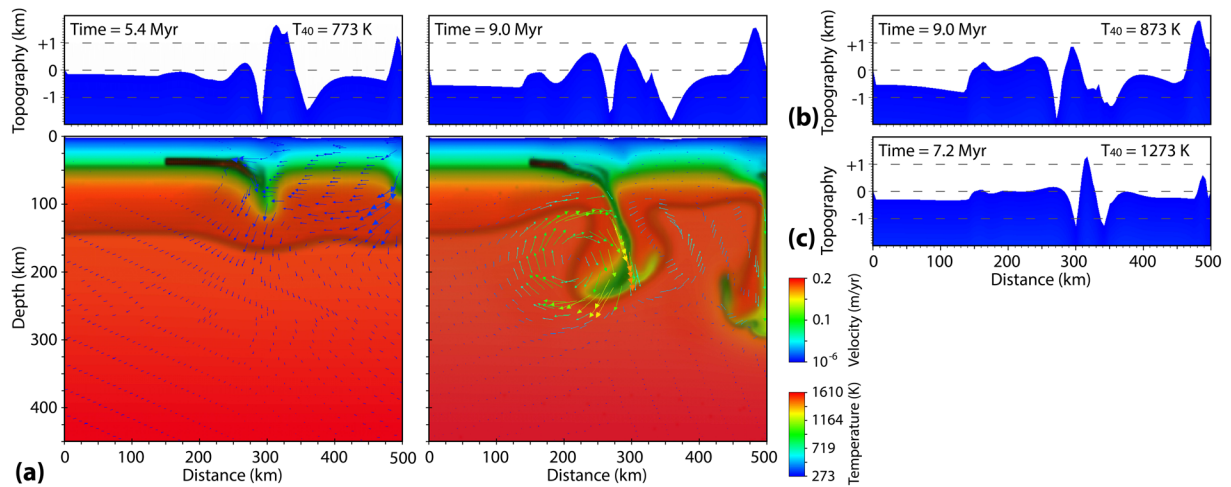 Topography (km)
+1
0
-1
Time = 5.4 Myr
T40 = 773 K
Time = 9.0 Myr
Depth (km)
0
100
200
300
400
0 100 200 300 400 500
Distance (km)
0 100 200 300 400 500
Distance (km)
(a)
Topography (km)
+1
0
-1
Time = 9.0 Myr
T40 = 873 K
(b)
Topography
+1
0
-1
Time = 7.2 Myr
T40 = 1273 K
(c)
0 100 200 300 400 500
Distance (km)
0.2
0.1
10-6
Velocity (m/yr)
1610
1164
719
273
Temperature (K)